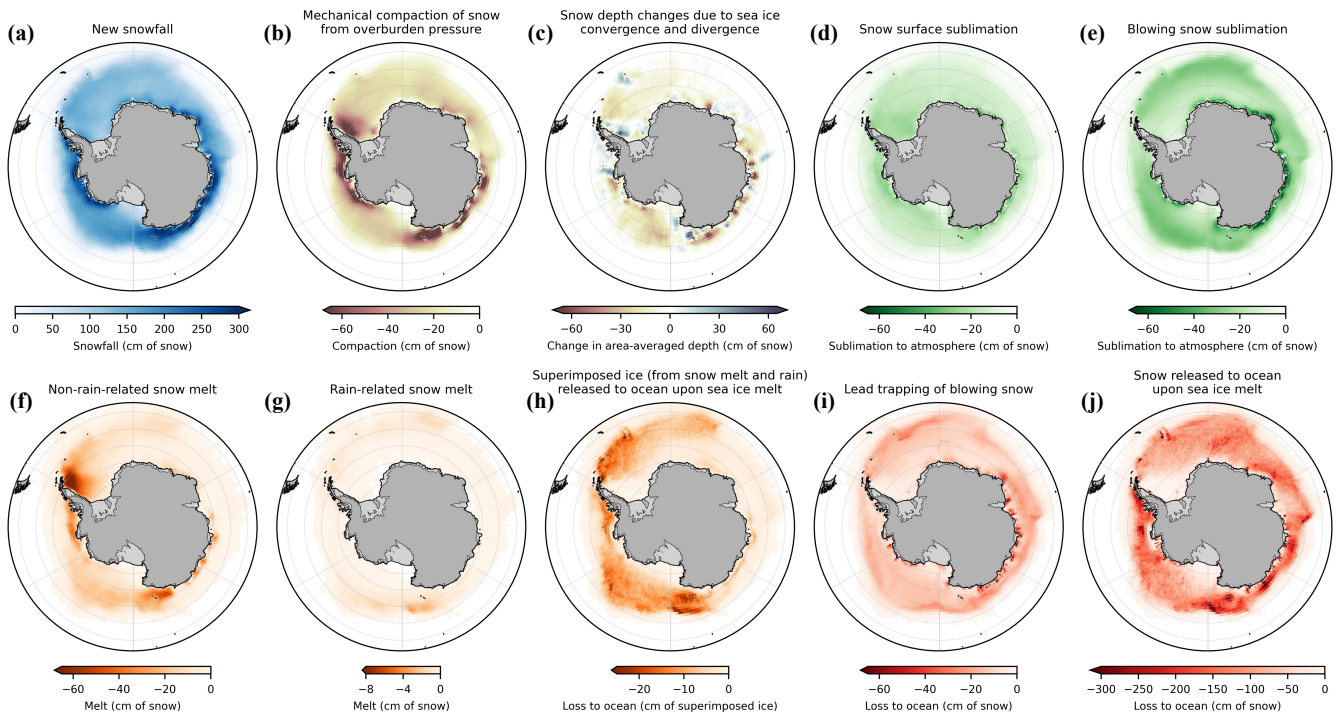 (a)
New snowfall
(b)
Mechanical compaction of snow
from overburden pressure
(c)
Snow depth changes due to sea ice
convergence and divergence
(d)
Snow surface sublimation
(e)
Blowing snow sublimation
0 50 100 150 200 250 300
Snowfall (cm of snow)
−60 −40 −20 0
Compaction (cm of snow)
−60 −30 0 30 60
Change in area-averaged depth (cm of snow)
−60 −40 −20 0
Sublimation to atmosphere (cm of snow)
−60 −40 −20 0
Sublimation to atmosphere (cm of snow)
(f)
Non-rain-related snow melt
(g)
Rain-related snow melt
(h)
Superimposed ice (from snow melt and rain)
released to ocean upon sea ice melt
(i)
Lead trapping of blowing snow
(j)
Snow released to ocean
upon sea ice melt
−60 −40 −20 0
Melt (cm of snow)
−8 −4 0
Melt (cm of snow)
−20 −10 0
Loss to ocean (cm of superimposed ice)
−60 −40 −20 0
Loss to ocean (cm of snow)
−300 −250 −200 −150 −100 −50 0
Loss to ocean (cm of snow)